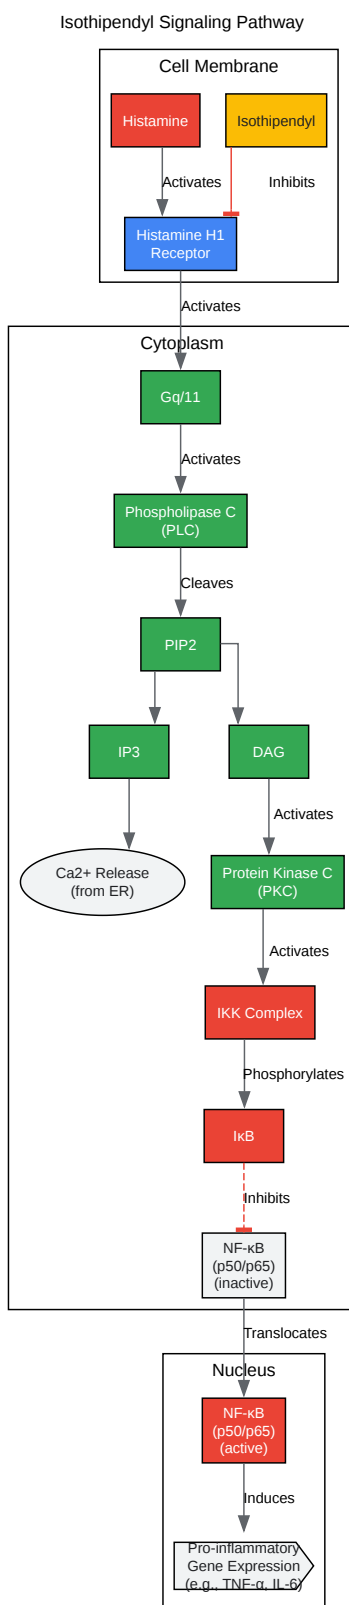 Isothipendyl Signaling Pathway
Cell Membrane
Histamine
Isothipendyl
Activates
Inhibits
Histamine H1
Receptor
Activates
Cytoplasm
Gq/11
Activates
Phospholipase C
(PLC)
Cleaves
PIP2
IP3
DAG
Activates
Ca2+ Release
(from ER)
Protein Kinase C
(PKC)
Activates
IKK Complex
Phosphorylates
IκB
Inhibits
NF-κB
(p50/p65)
(inactive)
Translocates
Nucleus
NF-κB
(p50/p65)
(active)
Induces
Pro-inflammatory
Gene Expression
(e.g., TNF-α, IL-6)